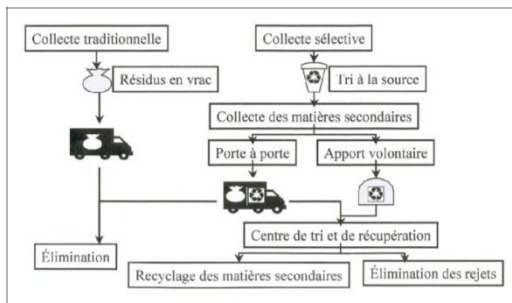 Collecte traditionnelle
Collecte sélective
Résidus en vrac
Tri à la source
Collecte des matières secondaires
Porte à porte
Apport volontaire
Centre de tri et de récupération
Élimination
Recyclage des matières secondaires
Élimination des rejets